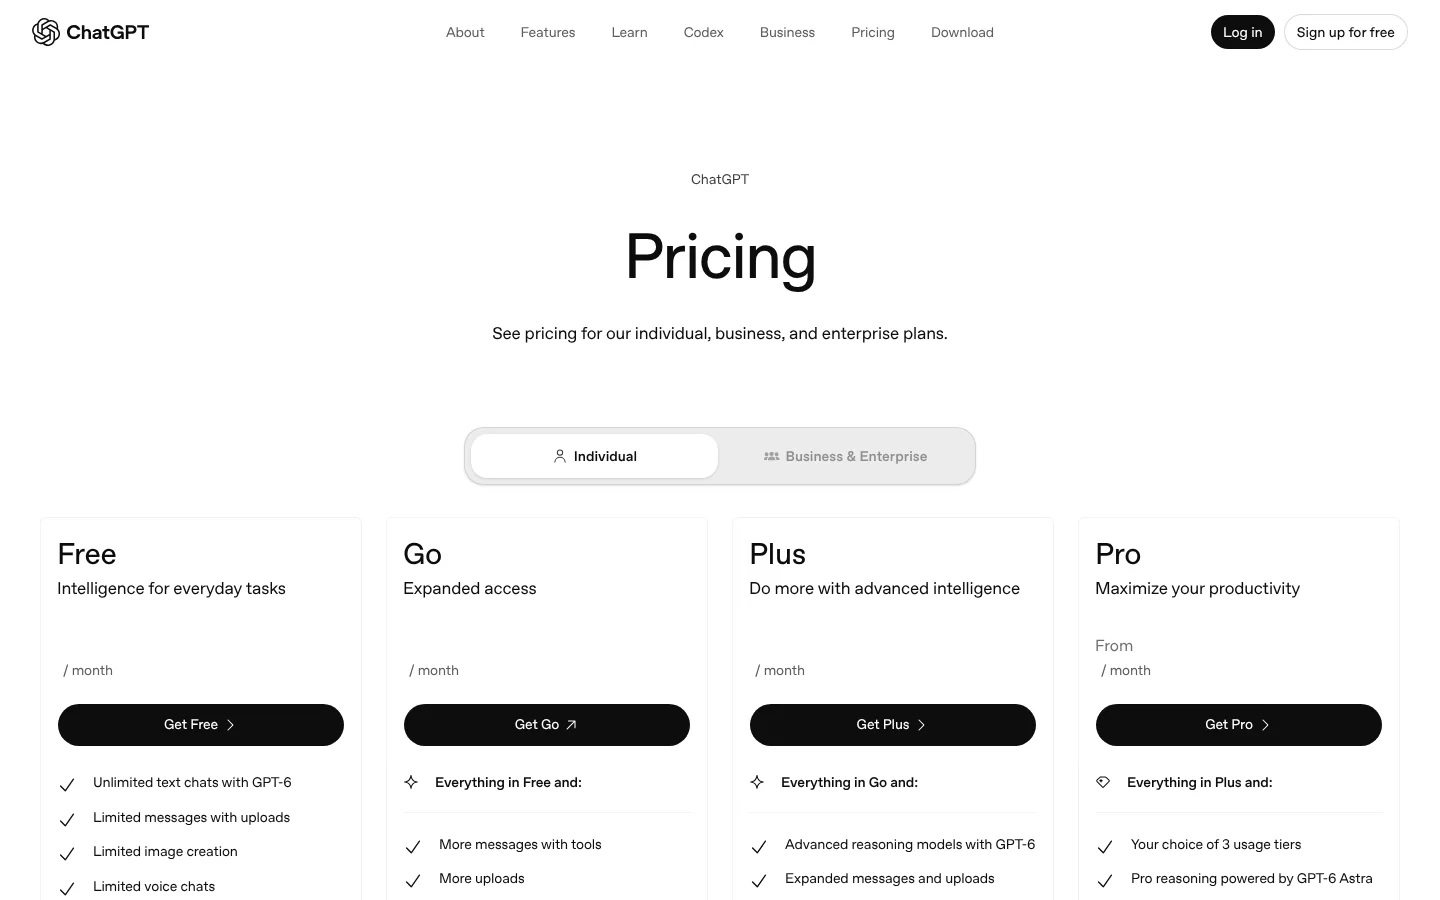 ChatGPT
About
Features
Learn
Codex
Business
Pricing
Download
Log in
Sign up for free
ChatGPT
Pricing
See pricing for our individual, business, and enterprise plans.
Individual
Business & Enterprise
Free
Intelligence for everyday tasks
/ month
Get Free
Unlimited text chats with GPT-6
Limited messages with uploads
Limited image creation
Limited voice chats
Go
Expanded access
/ month
Get Go
Everything in Free and:
More messages with tools
More uploads
Plus
Do more with advanced intelligence
/ month
Get Plus
Everything in Go and:
Advanced reasoning models with GPT-6
Expanded messages and uploads
Pro
Maximize your productivity
From
/ month
Get Pro
Everything in Plus and:
Your choice of 3 usage tiers
Pro reasoning powered by GPT-6 Astra